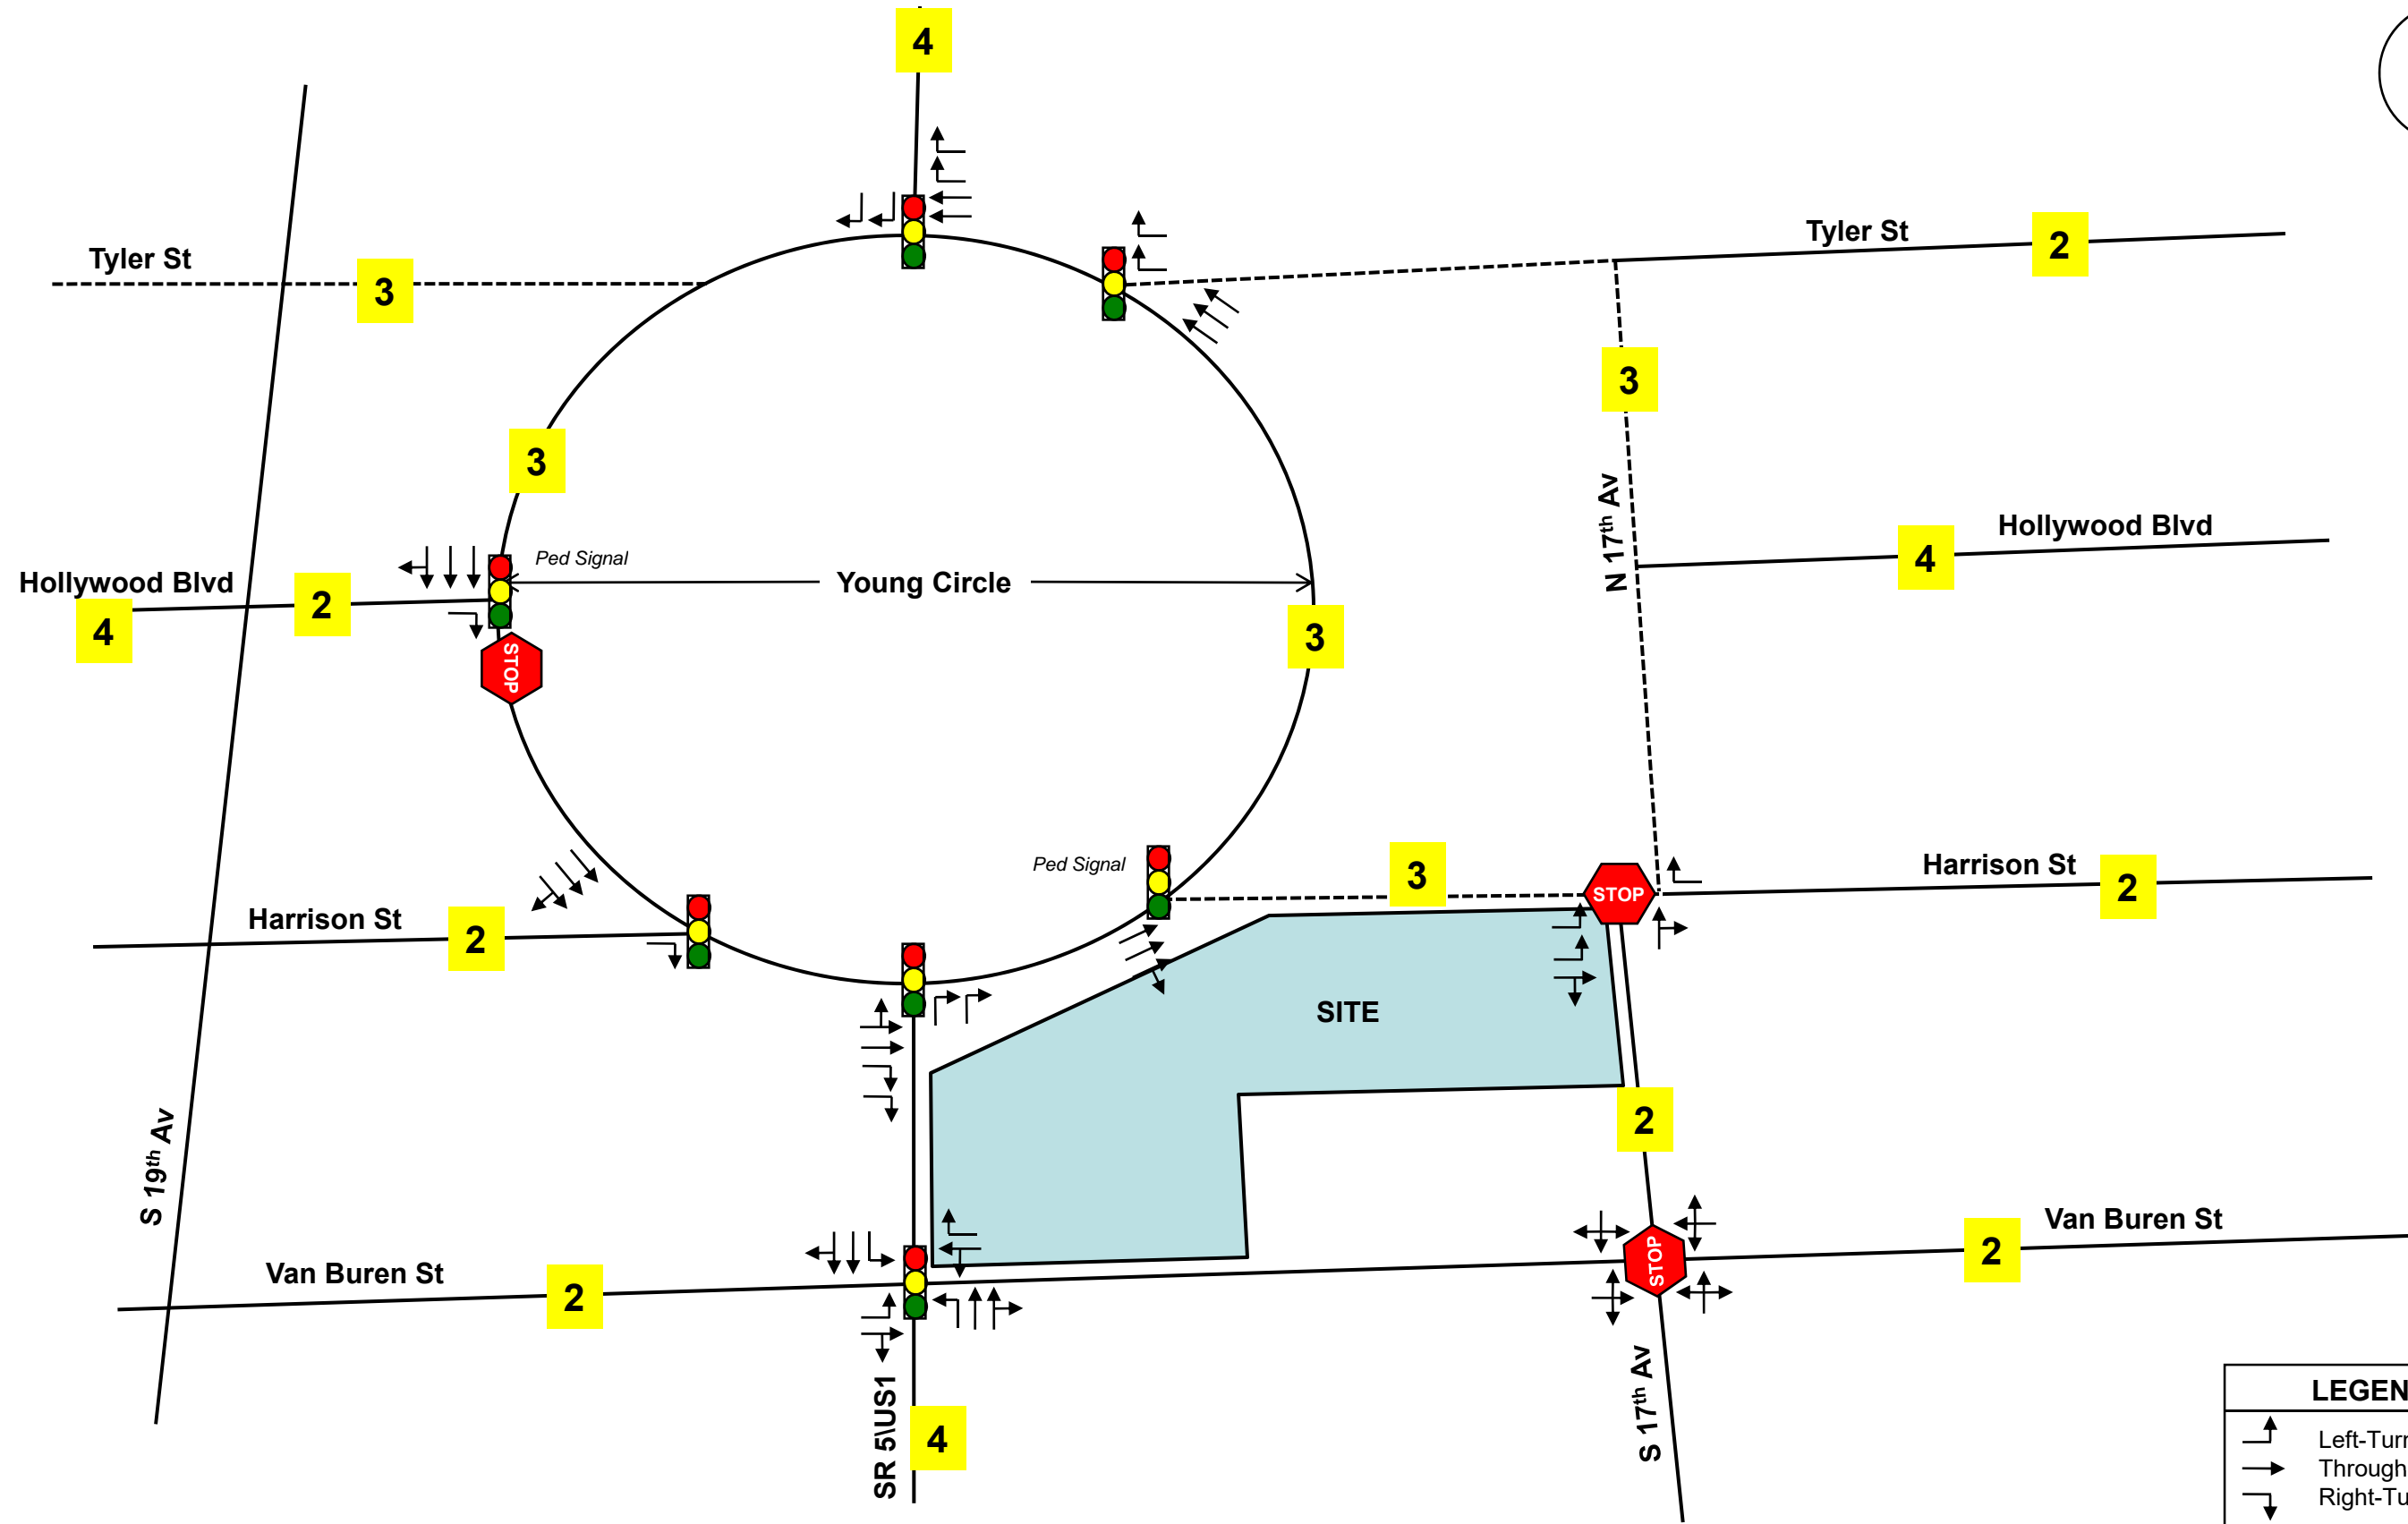 4
Tyler St
3
Tyler St
2
3
3
N 17th Av
Hollywood Blvd
4
Ped Signal
Hollywood Blvd
2
4
Young Circle
3
STOP
Ped Signal
3
STOP
Harrison St
2
Harrison St
2
SITE
2
S 19th Av
Van Buren St
2
Van Buren St
2
STOP
SR 5\US1
4
S 17th Av
LEGEN
Left-Turn
Through
Right-Tu